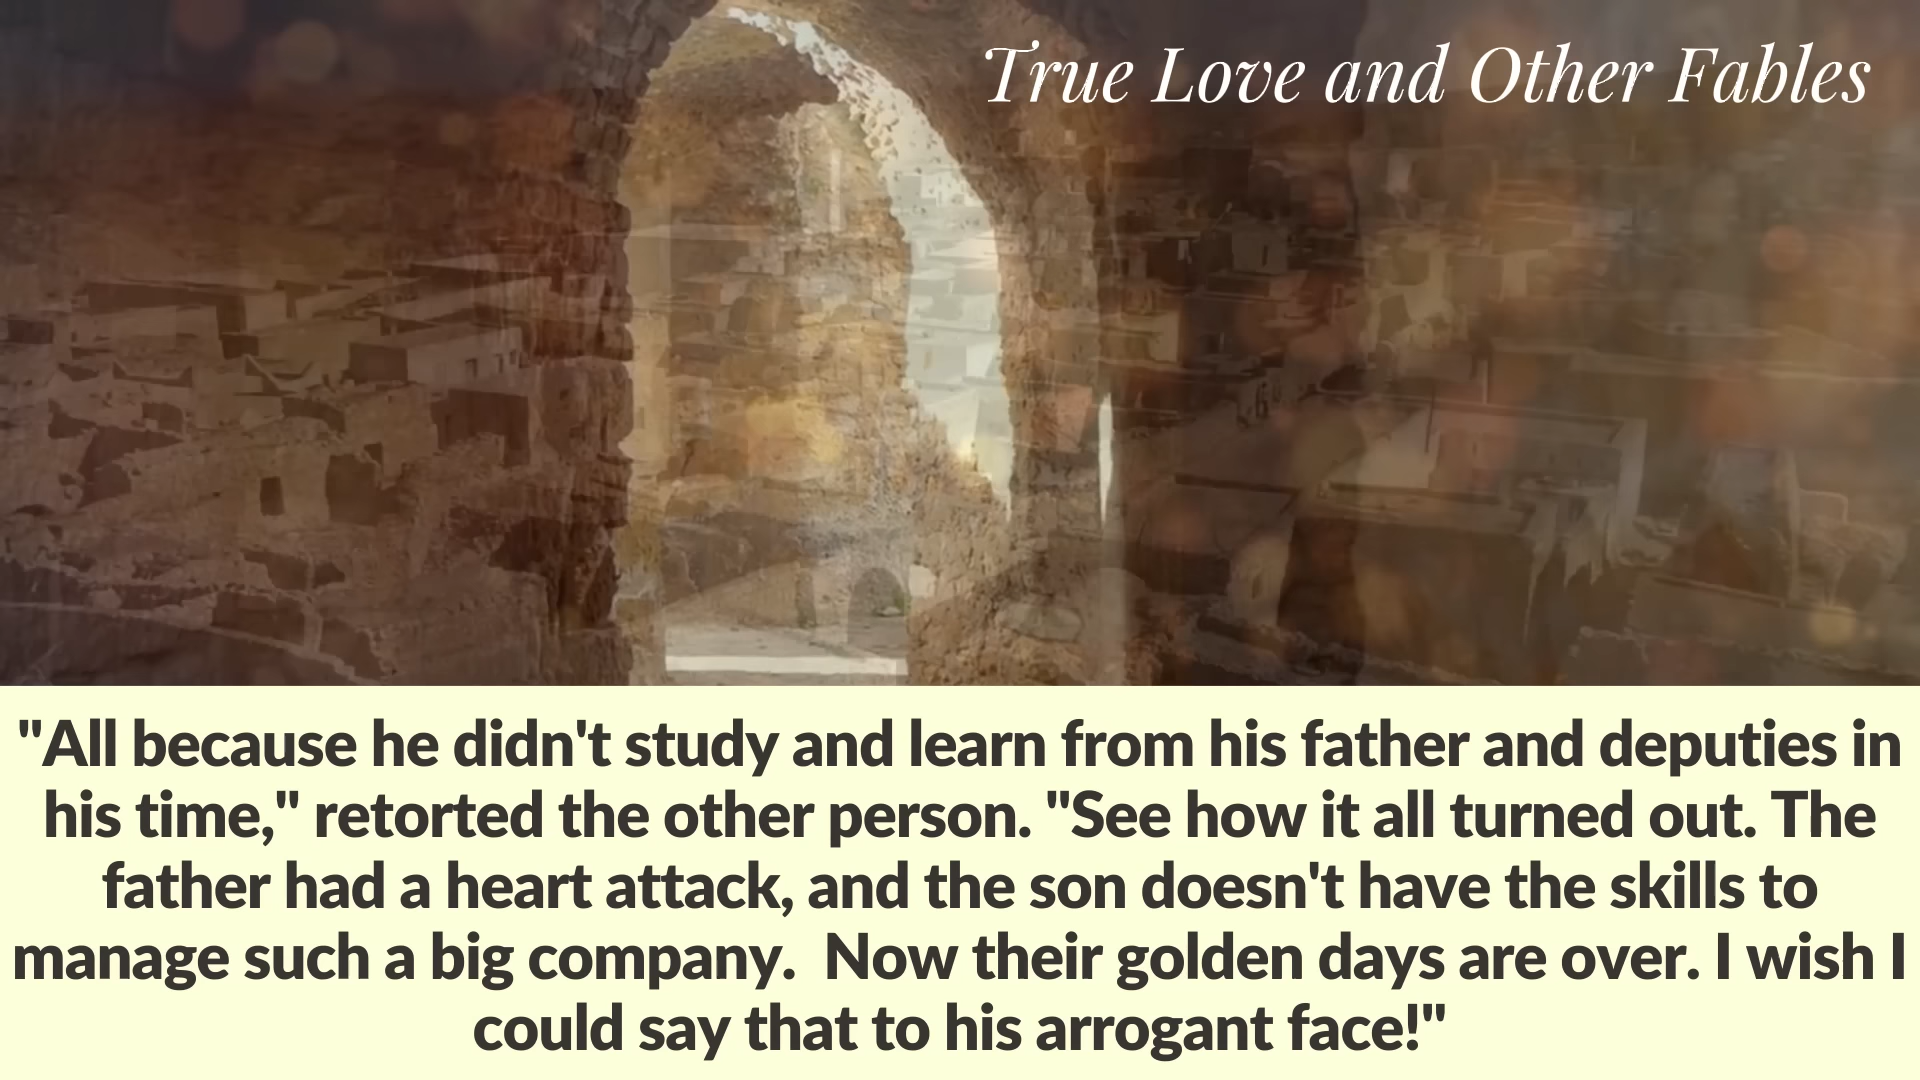 True Love and Other Fables
"All because he didn't study and learn from his father and deputies in
his time," retorted the other person. "See how it all turned out. The
father had a heart attack, and the son doesn't have the skills to
manage such a big company.  Now their golden days are over. I wish I
could say that to his arrogant face!"